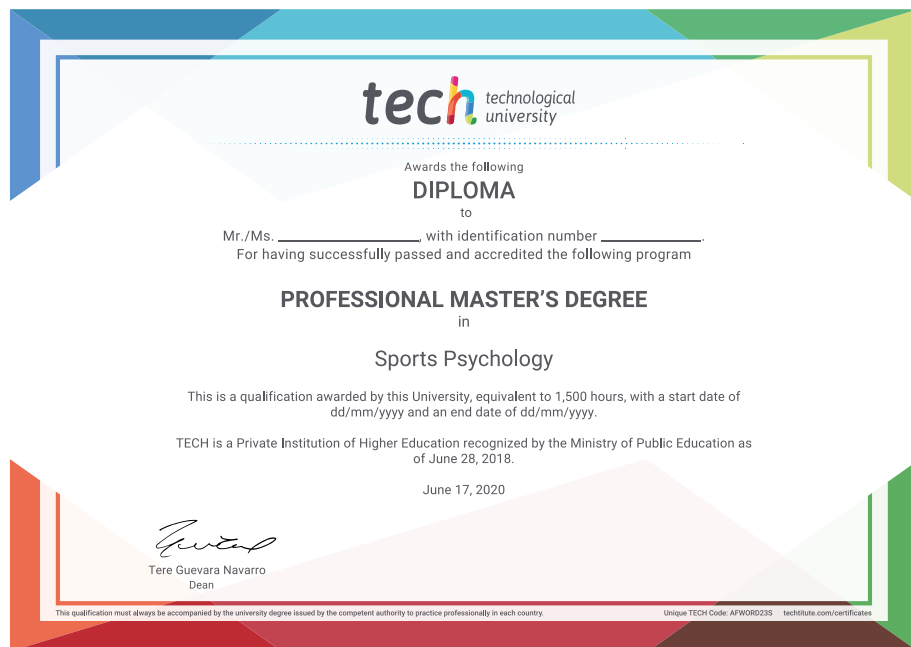 tech technological
university
Awards the following
DIPLOMA
to
Mr./Ms. ________________, with identification number ____________.
For having successfully passed and accredited the following program
PROFESSIONAL MASTER’S DEGREE
in
Sports Psychology
This is a qualification awarded by this University, equivalent to 1,500 hours, with a start date of
dd/mm/yyyy and an end date of dd/mm/yyyy.
TECH is a Private Institution of Higher Education recognized by the Ministry of Public Education as
of June 28, 2018.
June 17, 2020
Tere Guevara Navarro
Dean
This qualification must always be accompanied by the university degree issued by the competent authority to practice professionally in each country.
Unique TECH Code: AFWORD23S techtitute.com/certificates